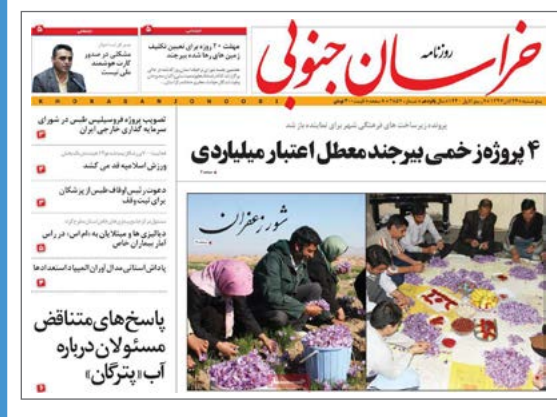 روزنامه
خراسان جنوبی
مهلت ۲۰ روزه برای تعیین تکلیف
زمین های رها شده بیرجند
مشکلی در صدور
کارت هوشمند
ملی نیست
KHORASAN JONOOBI
پرونده زیرساخت های فرهنگی شهر برای نماینده باز شد
۴ پروژه زخمی بیرجند معطل اعتبار میلیاردی
شور زعفران
تصویب پروژه فروسیلیس طبس در شورای
سرمایه گذاری خارجی ایران
ورزش اسلامیه قد می کشد
دعوت رئیس اوقاف طبس از پزشکان
برای ثبت وقف
دیالیزی ها و مبتلایان به «ام اس» در راس
آمار بیماران خاص
پاداش استانی مدال آوران المپیاد استعدادها
پاسخ های متناقض
مسئولان درباره
آب «پترگان»